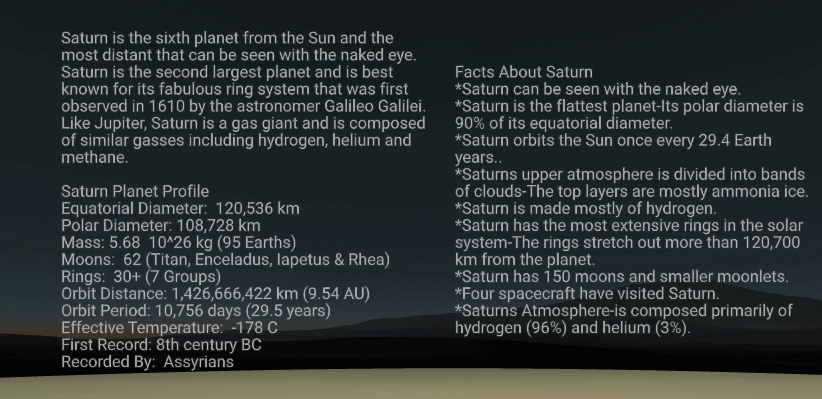 Saturn is the sixth planet from the Sun and the
most distant that can be seen with the naked eye.
Saturn is the second largest planet and is best
known for its fabulous ring system that was first
observed in 1610 by the astronomer Galileo Galilei.
Like Jupiter, Saturn is a gas giant and is composed
of similar gasses including hydrogen, helium and
methane.
Saturn Planet Profile
Equatorial Diameter:  120,536 km
Polar Diameter: 108,728 km
Mass: 5.68  10^26 kg (95 Earths)
Moons:  62 (Titan, Enceladus, Iapetus & Rhea)
Rings:  30+ (7 Groups)
Orbit Distance: 1,426,666,422 km (9.54 AU)
Orbit Period: 10,756 days (29.5 years)
Effective Temperature:  -178 C
First Record: 8th century BC
Recorded By:  Assyrians
Facts About Saturn
*Saturn can be seen with the naked eye.
*Saturn is the flattest planet-Its polar diameter is
90% of its equatorial diameter.
*Saturn orbits the Sun once every 29.4 Earth
years..
*Saturns upper atmosphere is divided into bands
of clouds-The top layers are mostly ammonia ice.
*Saturn is made mostly of hydrogen.
*Saturn has the most extensive rings in the solar
system-The rings stretch out more than 120,700
km from the planet.
*Saturn has 150 moons and smaller moonlets.
*Four spacecraft have visited Saturn.
*Saturns Atmosphere-is composed primarily of
hydrogen (96%) and helium (3%).